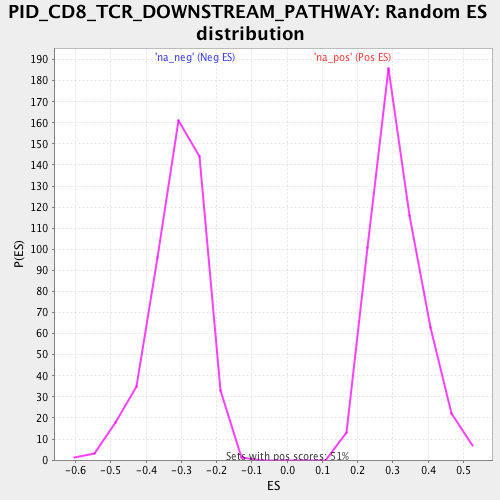 PID_CD8_TCR_DOWNSTREAM_PATHWAY: Random ES
distribution
'na_neg' (Neg ES)
'na_pos' (Pos ES)
190
180
170
160
150
140
130
120
110
100
90
80
70
60
50
40
30
20
10
0
P(ES)
Sets with pos scores: 51%
-0.6 -0.5 -0.4 -0.3 -0.2 -0.1 0.0 0.1 0.2 0.3 0.4 0.5
ES